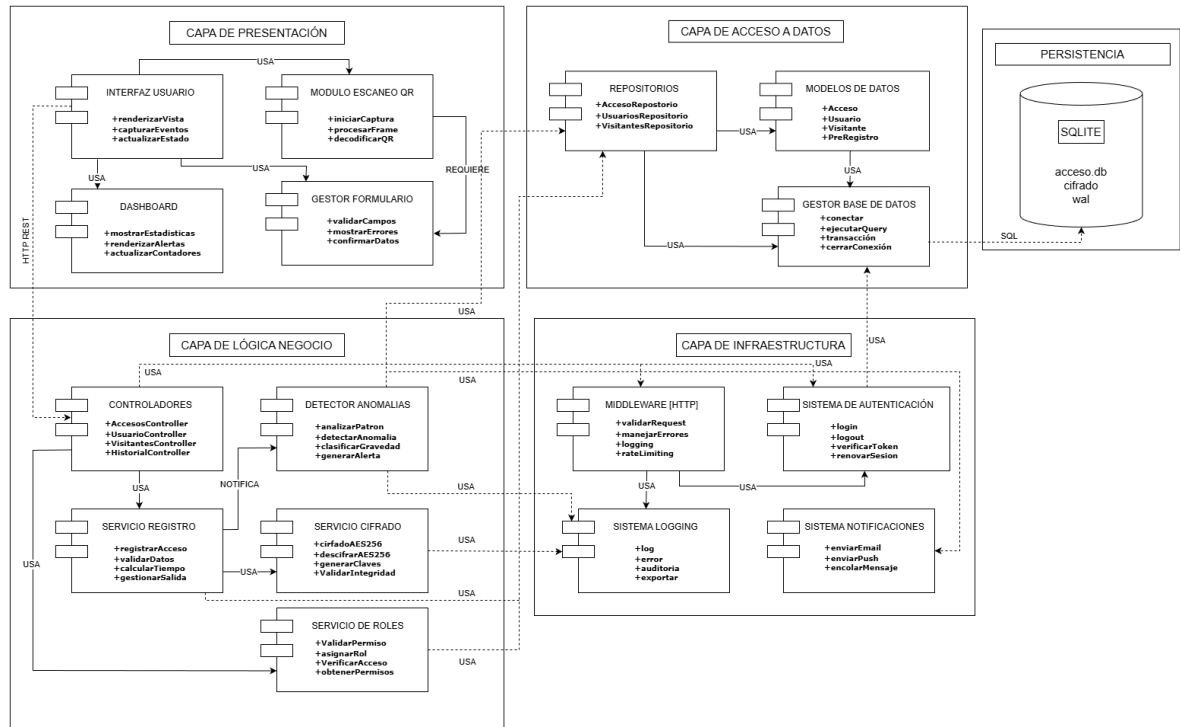 CAPA DE PRESENTACIÓN
USA
INTERFAZ USUARIO
+renderizarVista
+capturarEventos
+actualizarEstado
MODULO ESCANEO QR
+iniciarCaptura
+procesarFrame
+decodificarQR
USA
USA
REQUIERE
DASHBOARD
+mostrarEstadisticas
+renderizarAlertas
+actualizarContadores
GESTOR FORMULARIO
+validarCampos
+mostrarErrores
+confirmarDatos
HTTP REST
CAPA DE ACCESO A DATOS
REPOSITORIOS
+AccesoRepostorio
+UsuariosRepositorio
+VisitantesRepositorio
USA
MODELOS DE DATOS
+Acceso
+Usuario
+Visitante
+PreRegistro
USA
USA
GESTOR BASE DE DATOS
+conectar
+ejecutarQuery
+transacción
+cerrarConexión
USA
SQL
PERSISTENCIA
SQLITE
acceso.db
cifrado
wal
USA
USA
CAPA DE LÓGICA NEGOCIO
USA
USA
USA
CONTROLADORES
+AccesosController
+UsuarioController
+VisitantesController
+HistorialController
DETECTOR ANOMALIAS
+analizarPatron
+detectarAnomalia
+clasificarGravedad
+generarAlerta
USA
NOTIFICA
USA
SERVICIO REGISTRO
+registrarAcceso
+validarDatos
+calcularTiempo
+gestionarSalida
USA
SERVICIO CIFRADO
+cirfadoAES256
+descifrarAES256
+generarClaves
+ValidarIntegridad
USA
USA
USA
SERVICIO DE ROLES
+ValidarPermiso
+asignarRol
+VerificarAcceso
+obtenerPermisos
USA
CAPA DE INFRAESTRUCTURA
USA
MIDDLEWARE [HTTP]
+validarRequest
+manejarErrores
+logging
+rateLimiting
SISTEMA DE AUTENTICACIÓN
+login
+logout
+verificarToken
+renovarSesion
USA
USA
SISTEMA LOGGING
+log
+error
+auditoria
+exportar
SISTEMA NOTIFICACIONES
+enviarEmail
+enviarPush
+encolarMensaje